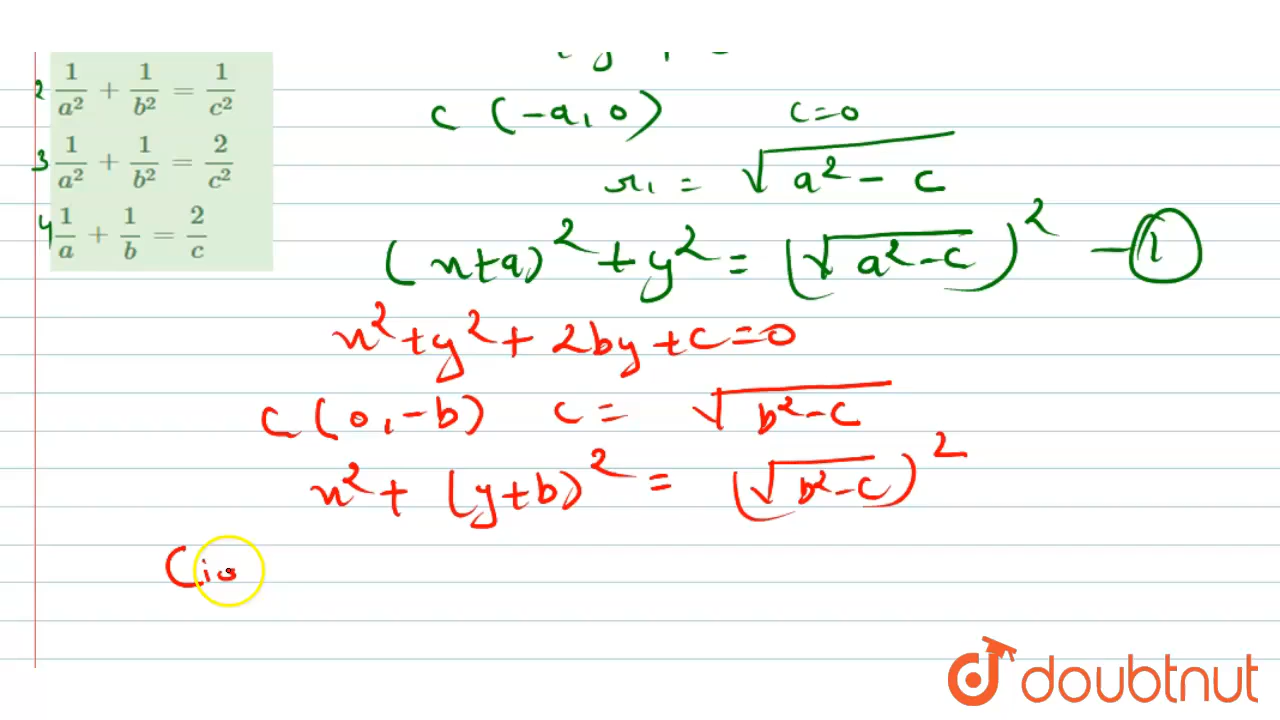 2 1/a² + 1/b² = 1/c²
3 1/a² + 1/b² = 2/c²
4 1/a + 1/b = 2/c
c (-a, 0) c=0
r₁ = √(a² - c)
(x+a)² + y² = (√(a²-c))² - ①
x² + y² + 2by + c = 0
C (0, -b) c = √(b²-c)
x² + (y+b)² = (√(b²-c))²
doubtnut